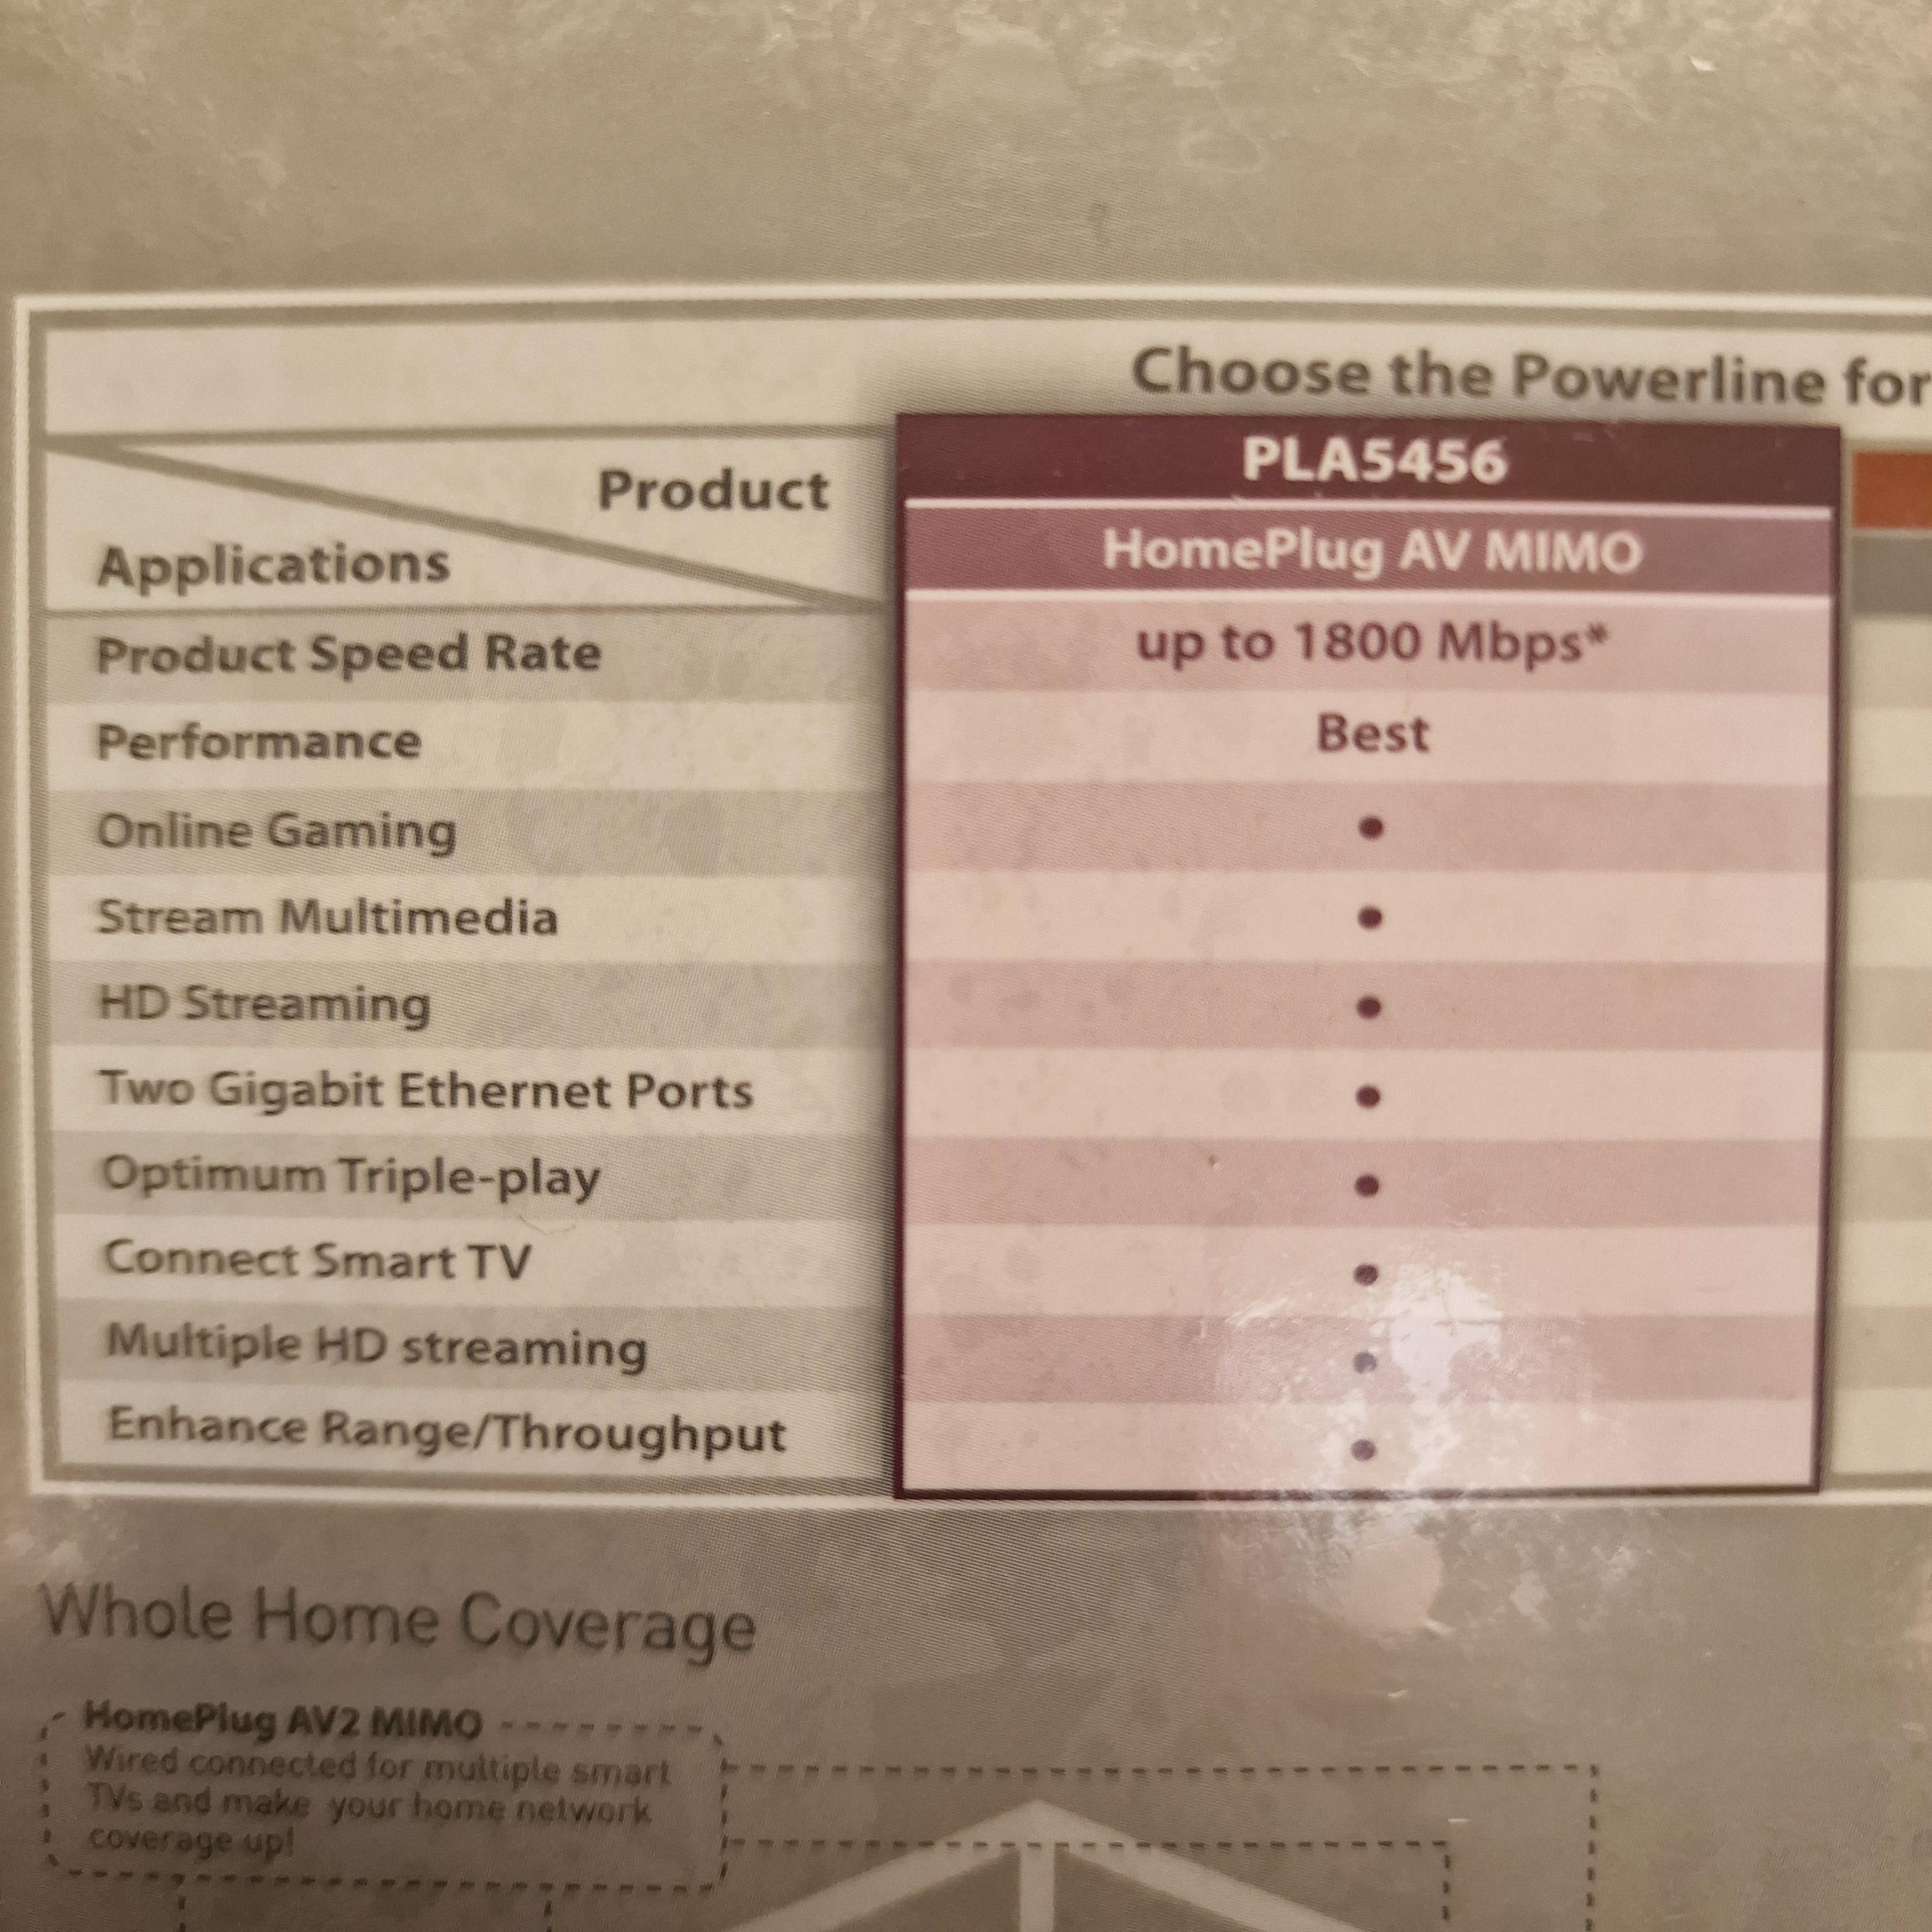 Choose the Powerline for
Product
PLA5456
Applications
HomePlug AV MIMO
Product Speed Rate
up to 1800 Mbps*
Performance
Best
Online Gaming
•
Stream Multimedia
•
HD Streaming
•
Two Gigabit Ethernet Ports
•
Optimum Triple-play
•
Connect Smart TV
•
Multiple HD streaming
•
Enhance Range/Throughput
•
Whole Home Coverage
HomePlug AV2 MIMO
Wired connected for multiple smart
TVs and make your home network
coverage up!